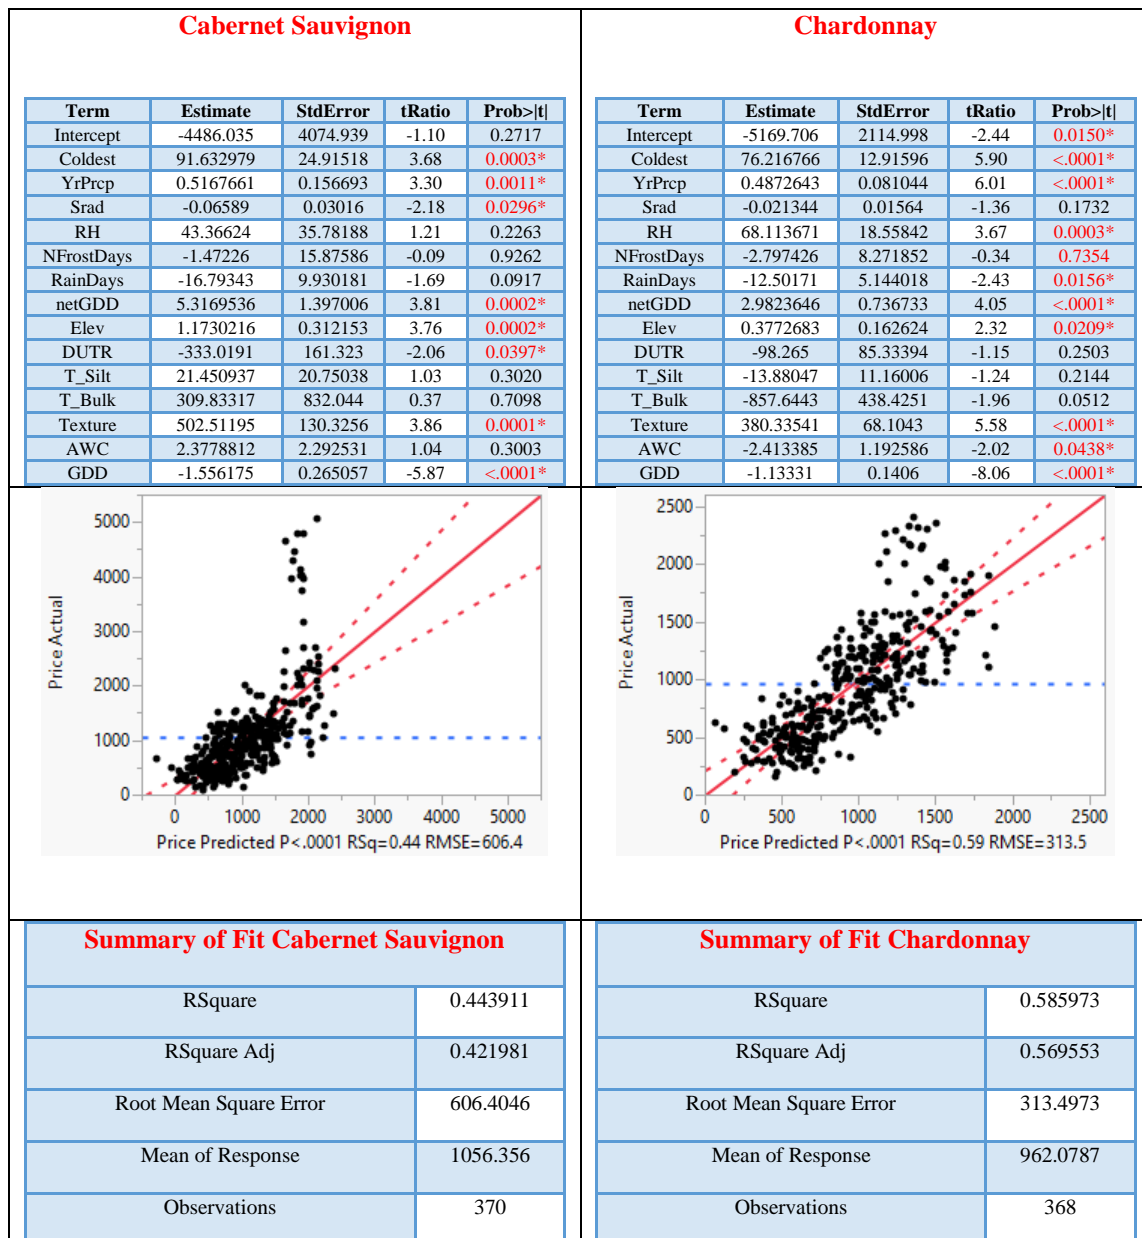 Cabernet Sauvignon
Term Estimate StdError tRatio Prob>|t|
Intercept -4486.035 4074.939 -1.10 0.2717
Coldest 91.632979 24.91518 3.68 0.0003*
YrPrcp 0.5167661 0.156693 3.30 0.0011*
Srad -0.06589 0.03016 -2.18 0.0296*
RH 43.36624 35.78188 1.21 0.2263
NFrostDays -1.47226 15.87586 -0.09 0.9262
RainDays -16.79343 9.930181 -1.69 0.0917
netGDD 5.3169536 1.397006 3.81 0.0002*
Elev 1.1730216 0.312153 3.76 0.0002*
DUTR -333.0191 161.323 -2.06 0.0397*
T_Silt 21.450937 20.75038 1.03 0.3020
T_Bulk 309.83317 832.044 0.37 0.7098
Texture 502.51195 130.3256 3.86 0.0001*
AWC 2.3778812 2.292531 1.04 0.3003
GDD -1.556175 0.265057 -5.87 <.0001*
Chardonnay
Term Estimate StdError tRatio Prob>|t|
Intercept -5169.706 2114.998 -2.44 0.0150*
Coldest 76.216766 12.91596 5.90 <.0001*
YrPrcp 0.4872643 0.081044 6.01 <.0001*
Srad -0.021344 0.01564 -1.36 0.1732
RH 68.113671 18.55842 3.67 0.0003*
NFrostDays -2.797426 8.271852 -0.34 0.7354
RainDays -12.50171 5.144018 -2.43 0.0156*
netGDD 2.9823646 0.736733 4.05 <.0001*
Elev 0.3772683 0.162624 2.32 0.0209*
DUTR -98.265 85.33394 -1.15 0.2503
T_Silt -13.88047 11.16006 -1.24 0.2144
T_Bulk -857.6443 438.4251 -1.96 0.0512
Texture 380.33541 68.1043 5.58 <.0001*
AWC -2.413385 1.192586 -2.02 0.0438*
GDD -1.13331 0.1406 -8.06 <.0001*
Price Actual
5000
4000
3000
2000
1000
0
0 1000 2000 3000 4000 5000
Price Predicted P<.0001 RSq=0.44 RMSE=606.4
Price Actual
2500
2000
1500
1000
500
0
0 500 1000 1500 2000 2500
Price Predicted P<.0001 RSq=0.59 RMSE=313.5
Summary of Fit Cabernet Sauvignon
RSquare 0.443911
RSquare Adj 0.421981
Root Mean Square Error 606.4046
Mean of Response 1056.356
Observations 370
Summary of Fit Chardonnay
RSquare 0.585973
RSquare Adj 0.569553
Root Mean Square Error 313.4973
Mean of Response 962.0787
Observations 368